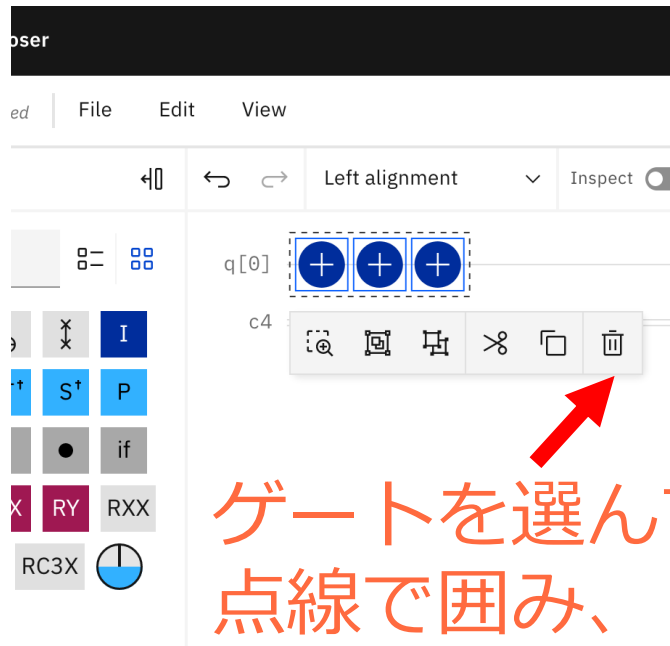 oser
ed File Edit View
Left alignment
Inspect
q[0]
c4
I
S† P
if
X RY RXX
RC3X
ゲートを選ん
点線で囲み、